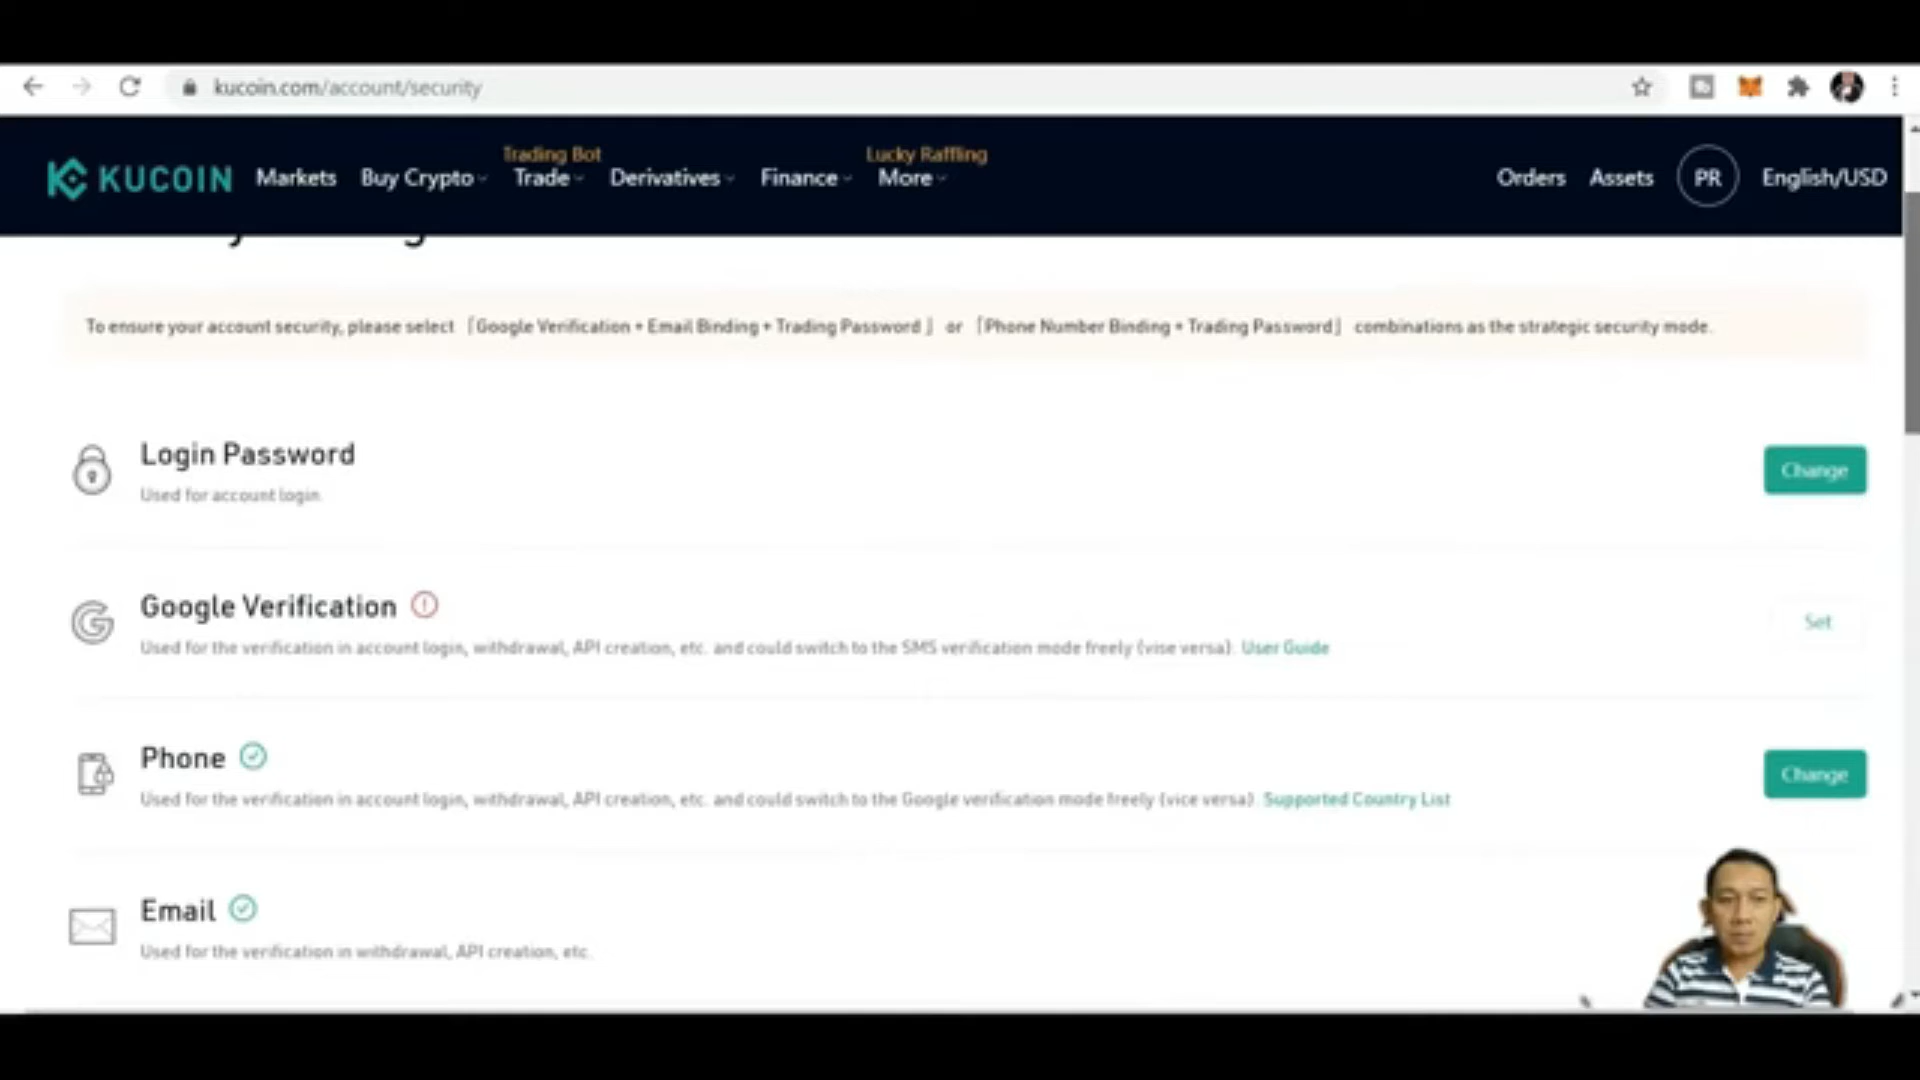 kucoin.com/account/security
Trading Bot
Lucky Raffling
KUCOIN Markets Buy Crypto Trade Derivatives Finance More Orders Assets PR English/USD
To ensure your account security, please select 「Google Verification + Email Binding + Trading Password」 or 「Phone Number Binding + Trading Password」 combinations as the strategic security mode.
Login Password
Used for account login.
Change
Google Verification
Used for the verification in account login, withdrawal, API creation, etc. and could switch to the SMS verification mode freely (vise versa). User Guide
Set
Phone
Used for the verification in account login, withdrawal, API creation, etc. and could switch to the Google verification mode freely (vice versa). Supported Country List
Change
Email
Used for the verification in withdrawal, API creation, etc.